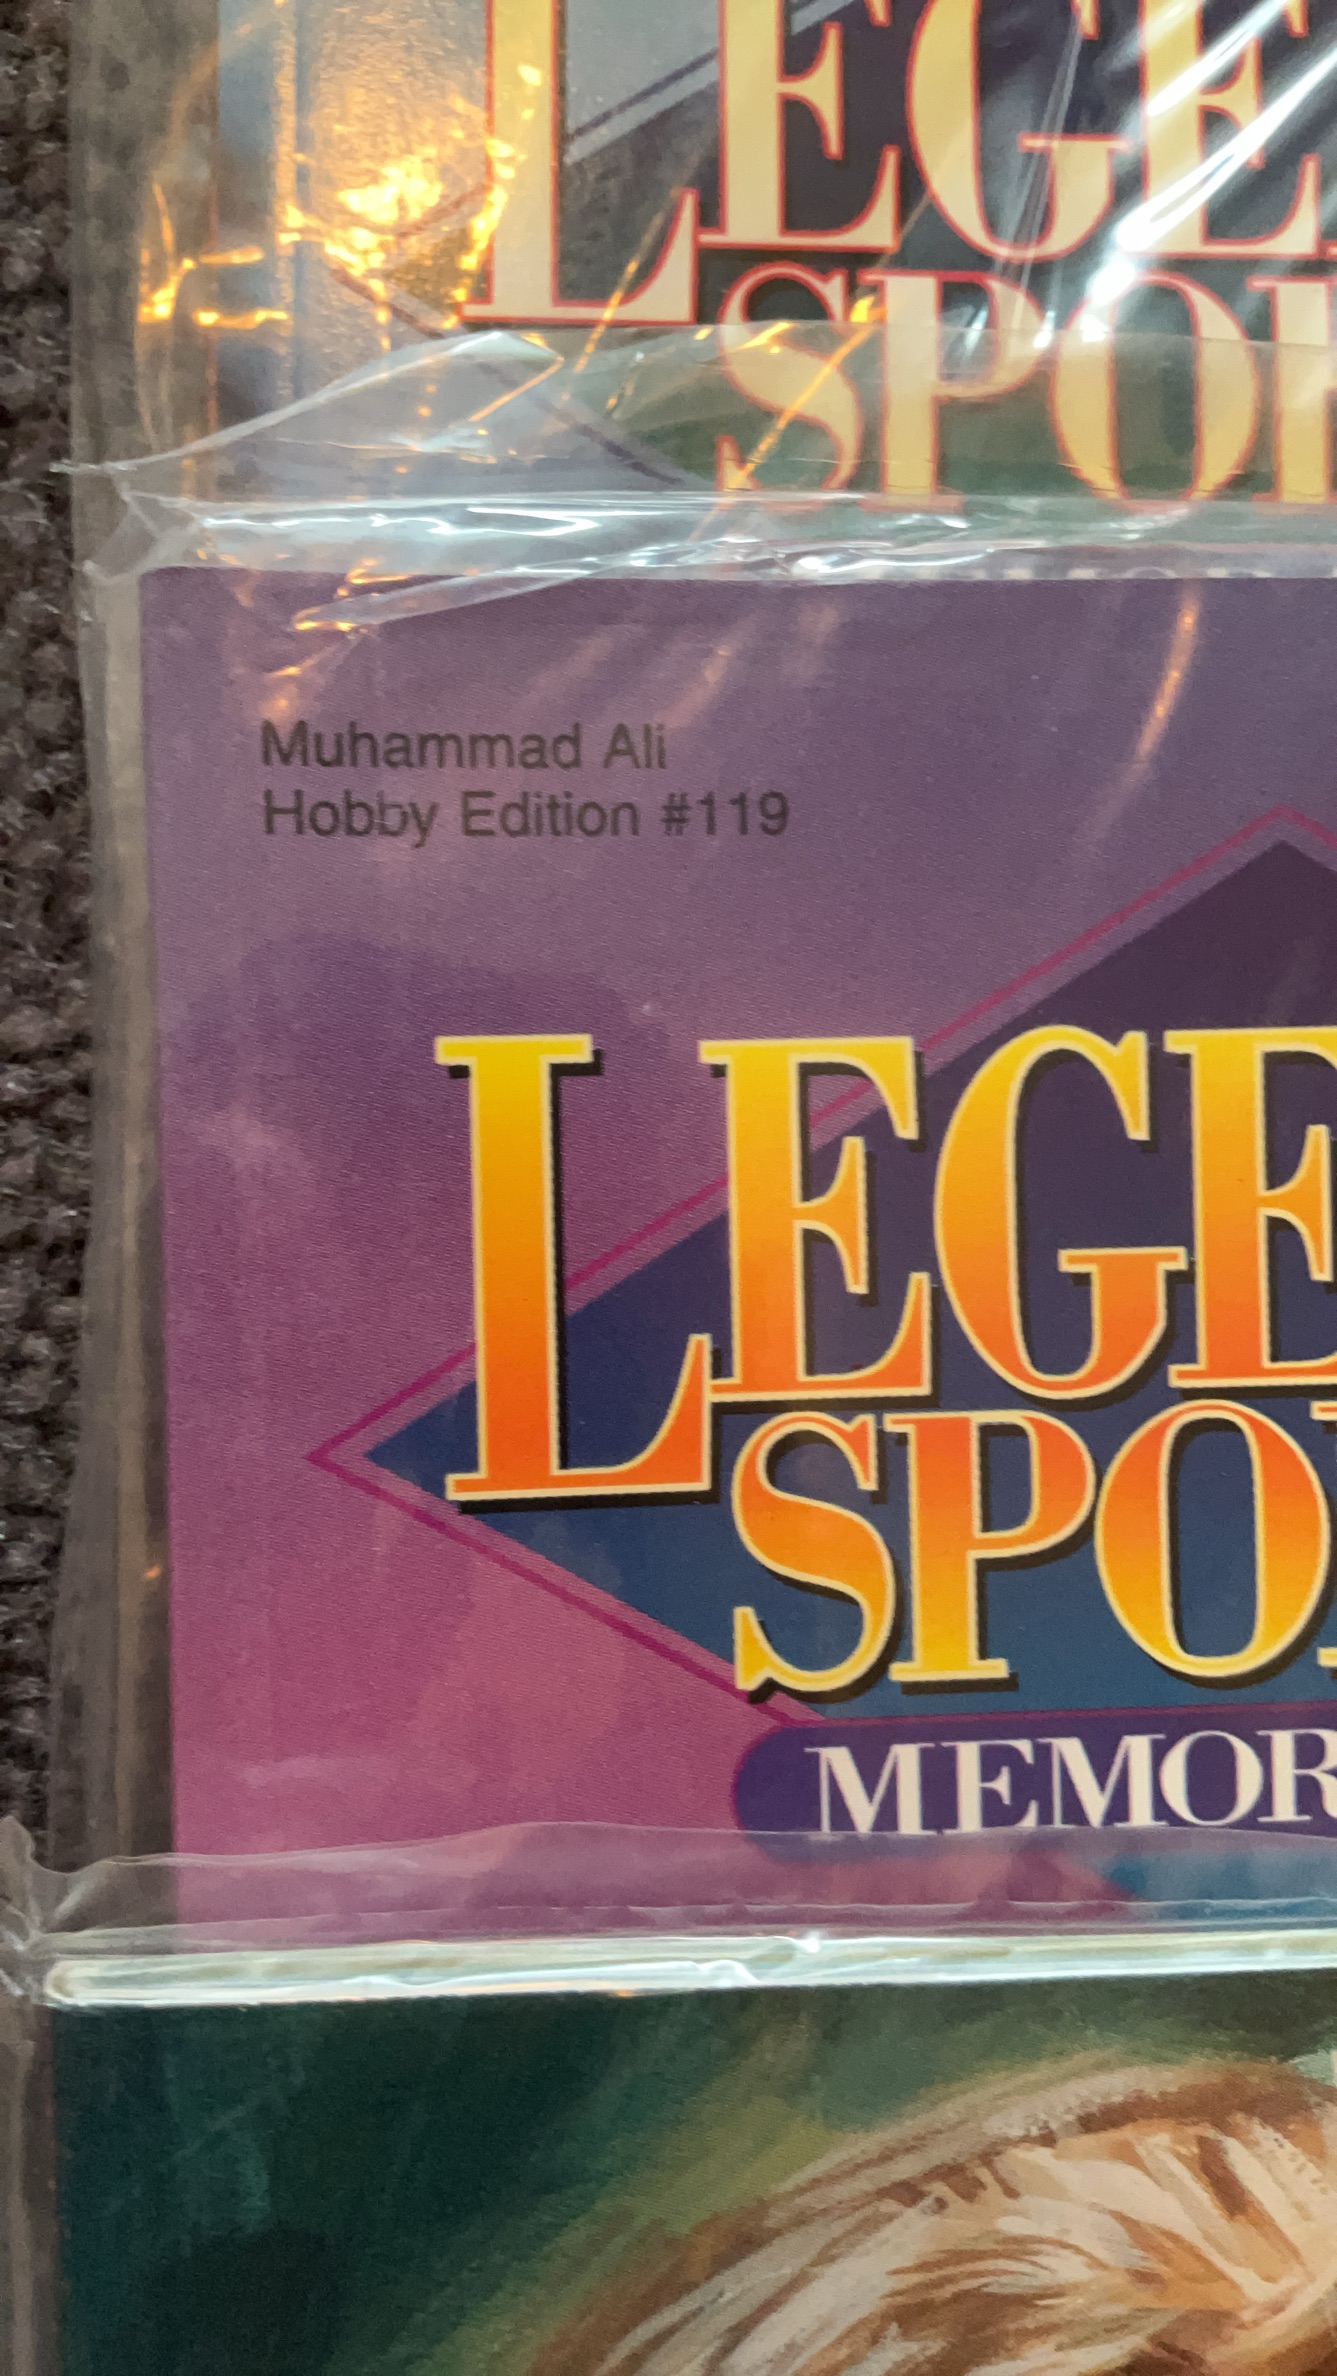 LEGE
SPO
Muhammad Ali
Hobby Edition #119
LEGE
SPO
MEMOR